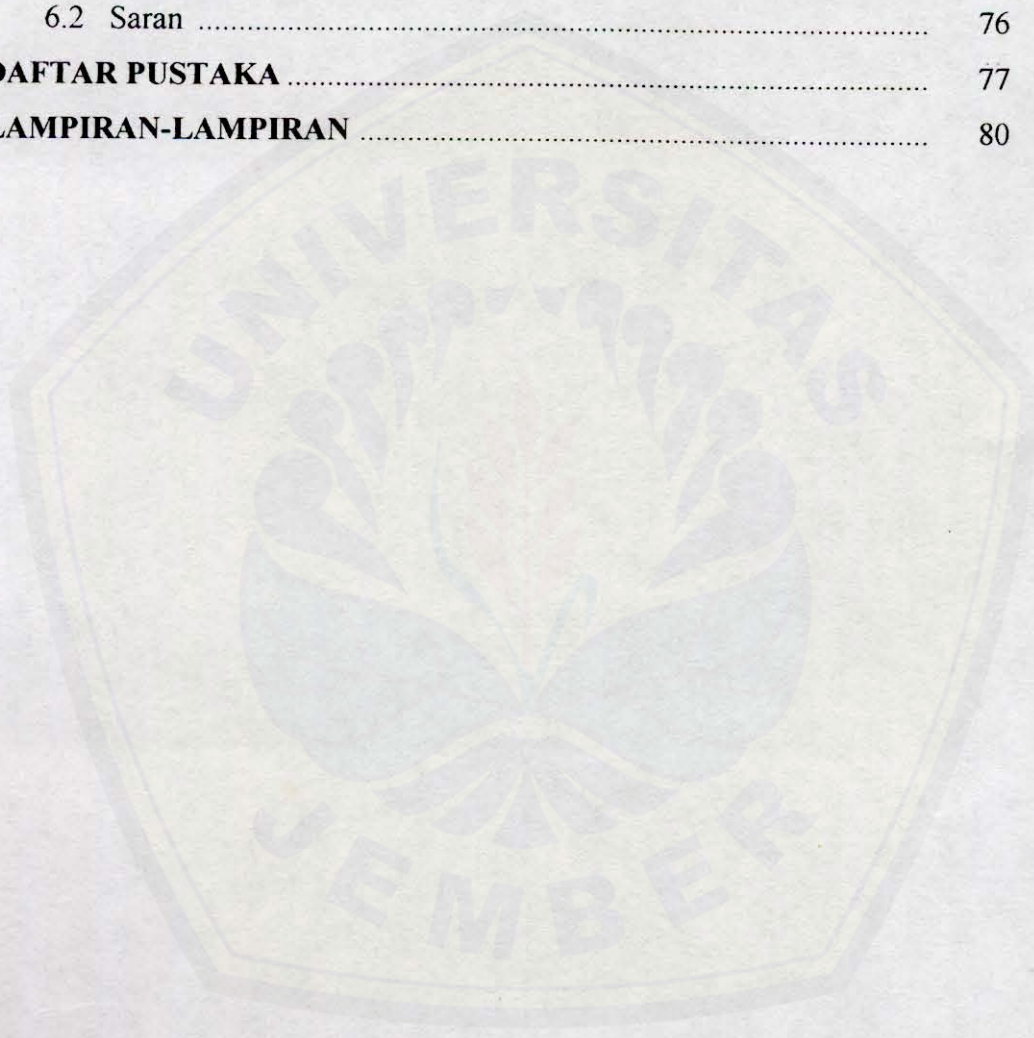 6.2 Saran ........................................................................ 76
DAFTAR PUSTAKA ........................................................................ 77
LAMPIRAN-LAMPIRAN ........................................................................ 80
UNIVERSITAS
JEMBER